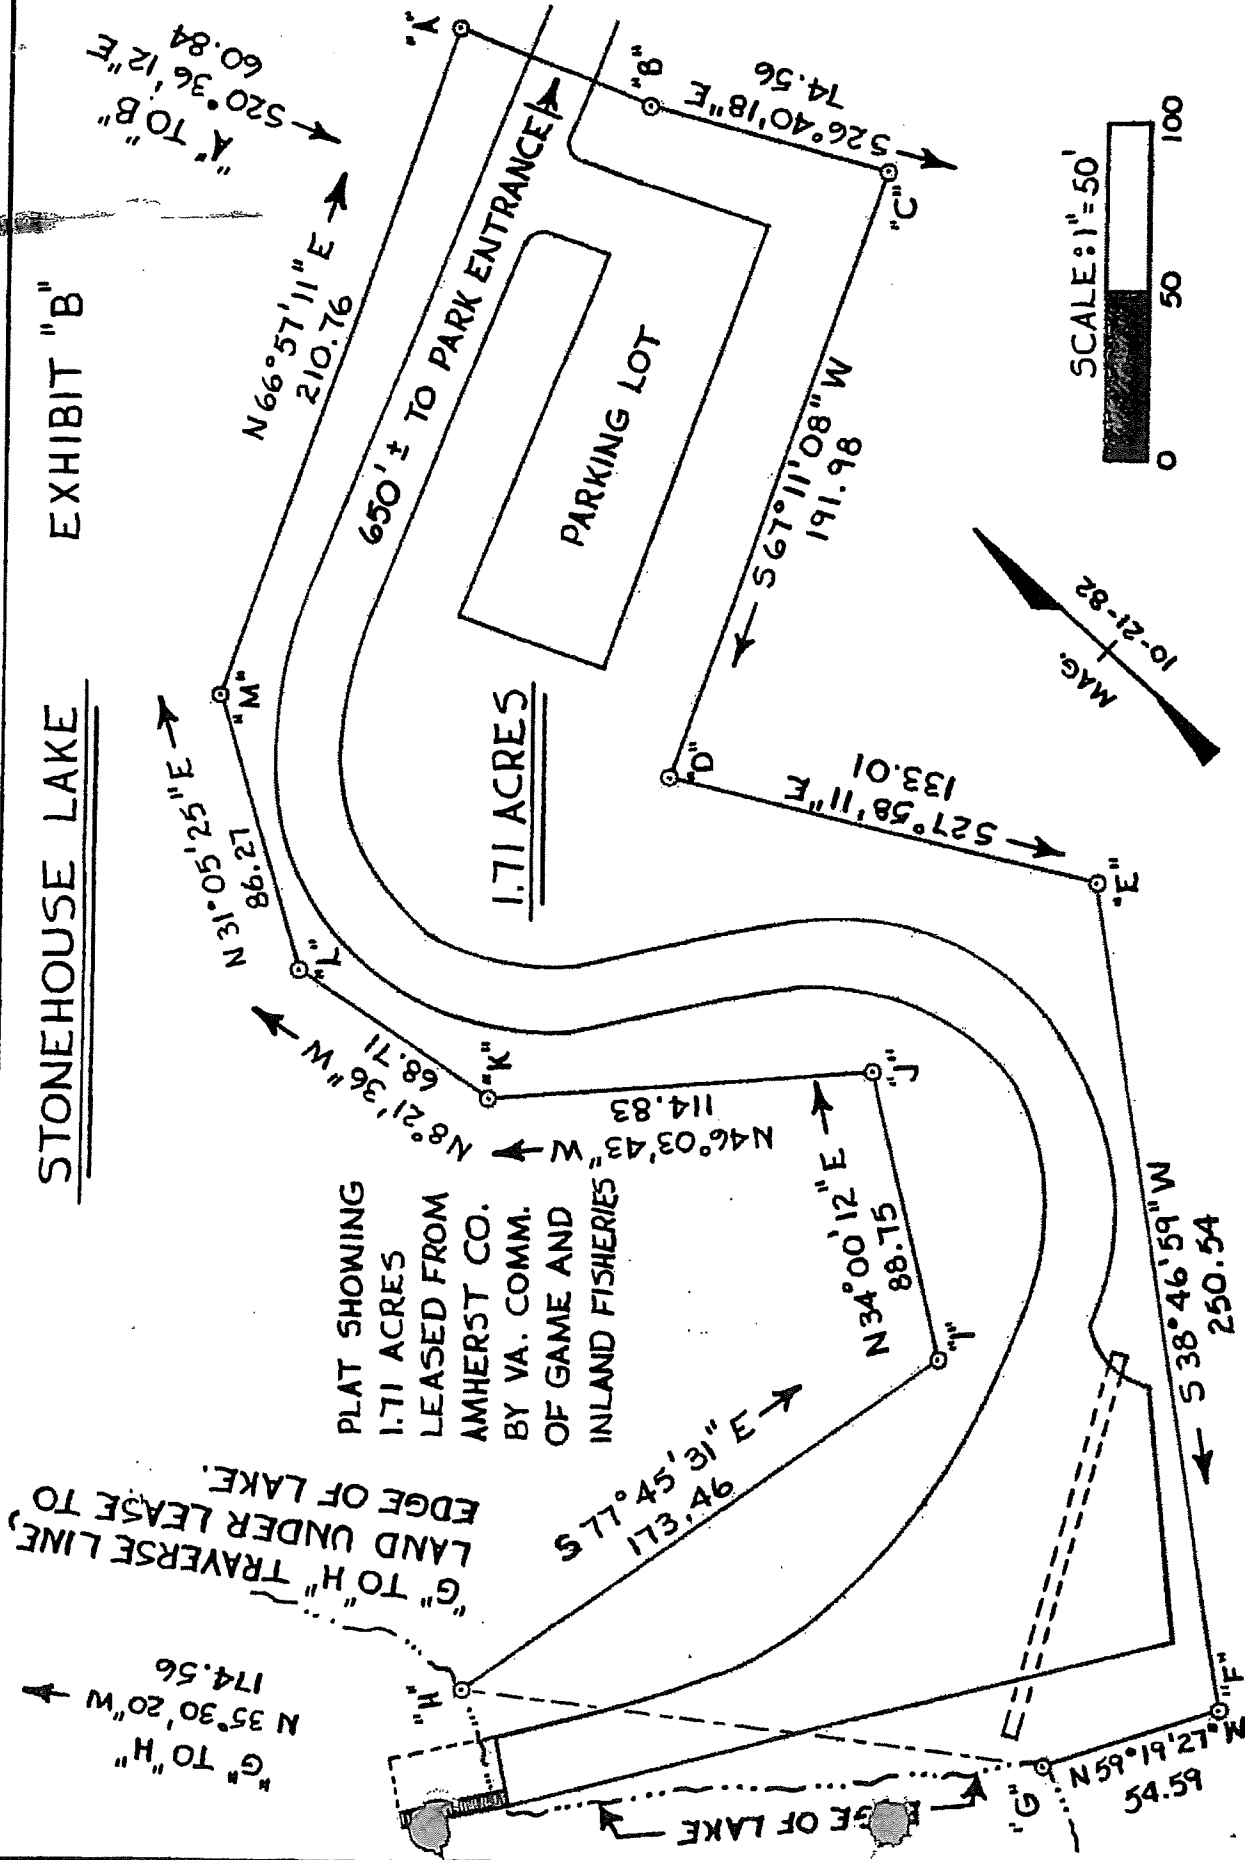 STONEHOUSE LAKE
EXHIBIT "B"
"A" TO "B"
S20°36'12"E
60.84
N66°57'11"E
210.76
"A"
"B"
S26°40'18"E
74.56
"C"
650'± TO PARK ENTRANCE
PARKING LOT
S67°11'08"W
191.98
SCALE: 1"=50'
0
50
100
"M"
N31°05'25"E
86.27
"L"
N8°21'36"W
68.71
"K"
N46°03'43"W
114.83
"J"
1.71 ACRES
"D"
S27°58'11"E
133.01
"E"
MAG.
10-21-82
PLAT SHOWING
1.71 ACRES
LEASED FROM
AMHERST CO.
BY VA. COMM.
OF GAME AND
INLAND FISHERIES
N34°00'12"E
88.75
"I"
S77°45'31"E
173.46
"G" TO "H" TRAVERSE LINE,
LAND UNDER LEASE TO
EDGE OF LAKE.
"G" TO "H"
N35°30'20"W
174.56
"H"
S38°46'59"W
250.54
"F"
N59°19'27"W
54.59
"G"
EDGE OF LAKE